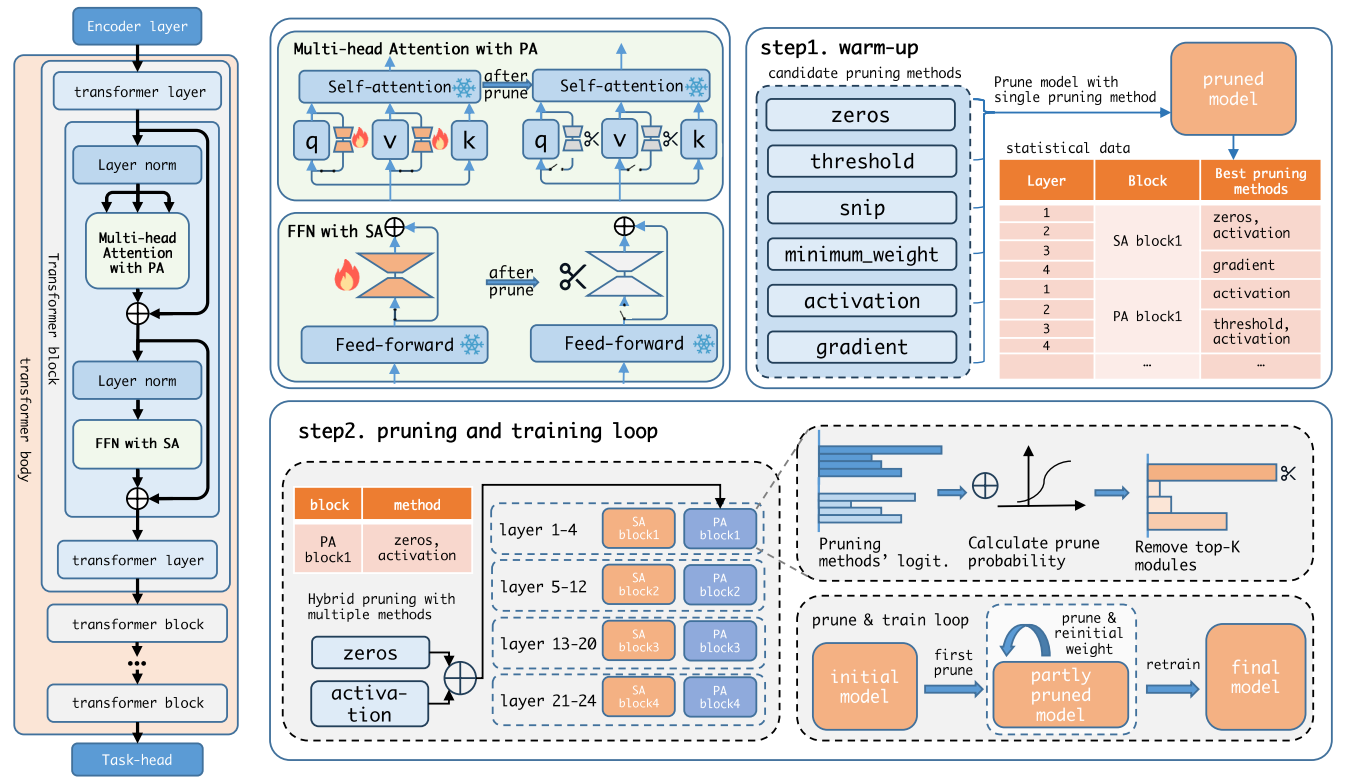 Encoder layer
transformer layer
Layer norm
Multi-head
Attention
with PA
Layer norm
FFN with SA
transformer layer
transformer block
•••
transformer block
Task-head
Transformer block
transformer body
Multi-head Attention with PA
Self-attention
q
v
k
after
prune
Self-attention
q
v
k
FFN with SA
Feed-forward
after
prune
Feed-forward
step1. warm-up
candidate pruning methods
zeros
threshold
snip
minimum_weight
activation
gradient
Prune model with
single pruning method
pruned
model
statistical data
Layer
Block
Best pruning
methods
1
2
3
4
SA block1
zeros,
activation
gradient
1
2
3
4
PA block1
activation
threshold,
activation
…
…
step2. pruning and training loop
block
method
PA
block1
zeros,
activation
Hybrid pruning with
multiple methods
zeros
activa-
tion
layer 1-4
SA
block1
PA
block1
layer 5-12
SA
block2
PA
block2
layer 13-20
SA
block3
PA
block3
layer 21-24
SA
block4
PA
block4
Pruning
methods’ logit.
Calculate prune
probability
Remove top-K
modules
prune & train loop
initial
model
first
prune
prune &
reinitial
weight
partly
pruned
model
retrain
final
model